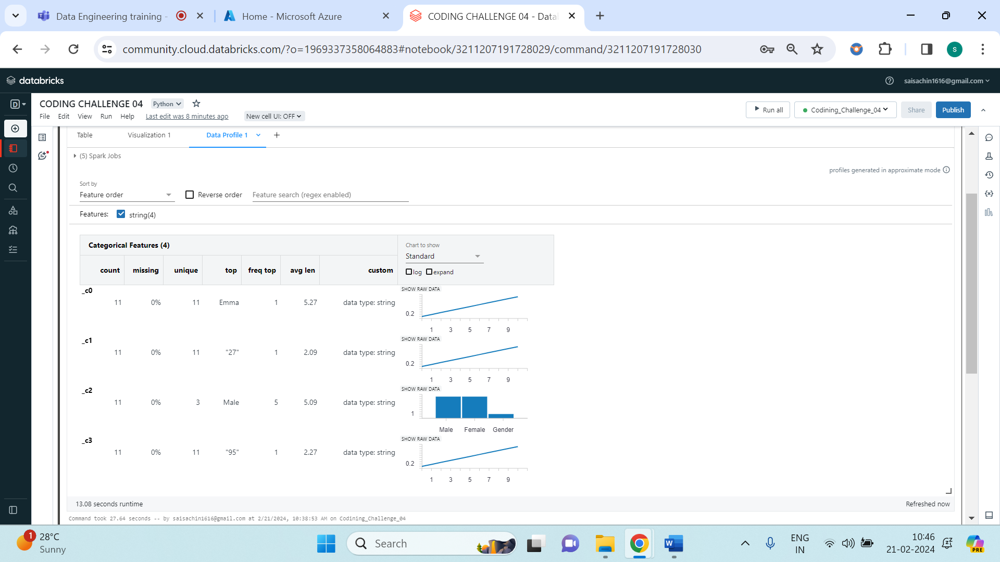 Data Engineering training -
Home - Microsoft Azure
CODING CHALLENGE 04 - Data
community.cloud.databricks.com/?o=1969337358064883#notebook/3211207191728029/command/3211207191728030
S
databricks
saisachin1616@gmail.com
D
CODING CHALLENGE 04
Python
File Edit View Run Help
Last edit was 8 minutes ago
New cell UI: OFF
Run all
Codining_Challenge_04
Share
Publish
Table
Visualization 1
Data Profile 1
+
(5) Spark Jobs
profiles generated in approximate mode
Sort by
Feature order
Reverse order
Feature search (regex enabled)
Features:
string(4)
Categorical Features (4)
Chart to show
Standard
log expand
count missing unique top freq top avg len custom
_c0
SHOW RAW DATA
11 0% 11 Emma 1 5.27 data type: string
0.2
1 3 5 7 9
_c1
SHOW RAW DATA
11 0% 11 "27" 1 2.09 data type: string
0.2
1 3 5 7 9
_c2
SHOW RAW DATA
11 0% 3 Male 5 5.09 data type: string
1
Male Female Gender
_c3
SHOW RAW DATA
11 0% 11 "95" 1 2.27 data type: string
0.2
1 3 5 7 9
13.08 seconds runtime
Refreshed now
Command took 27.64 seconds -- by saisachin1616@gmail.com at 2/21/2024, 10:38:53 AM on Codining_Challenge_04
1
28°C
Sunny
Search
W
ENG
IN
10:46
21-02-2024
PRE